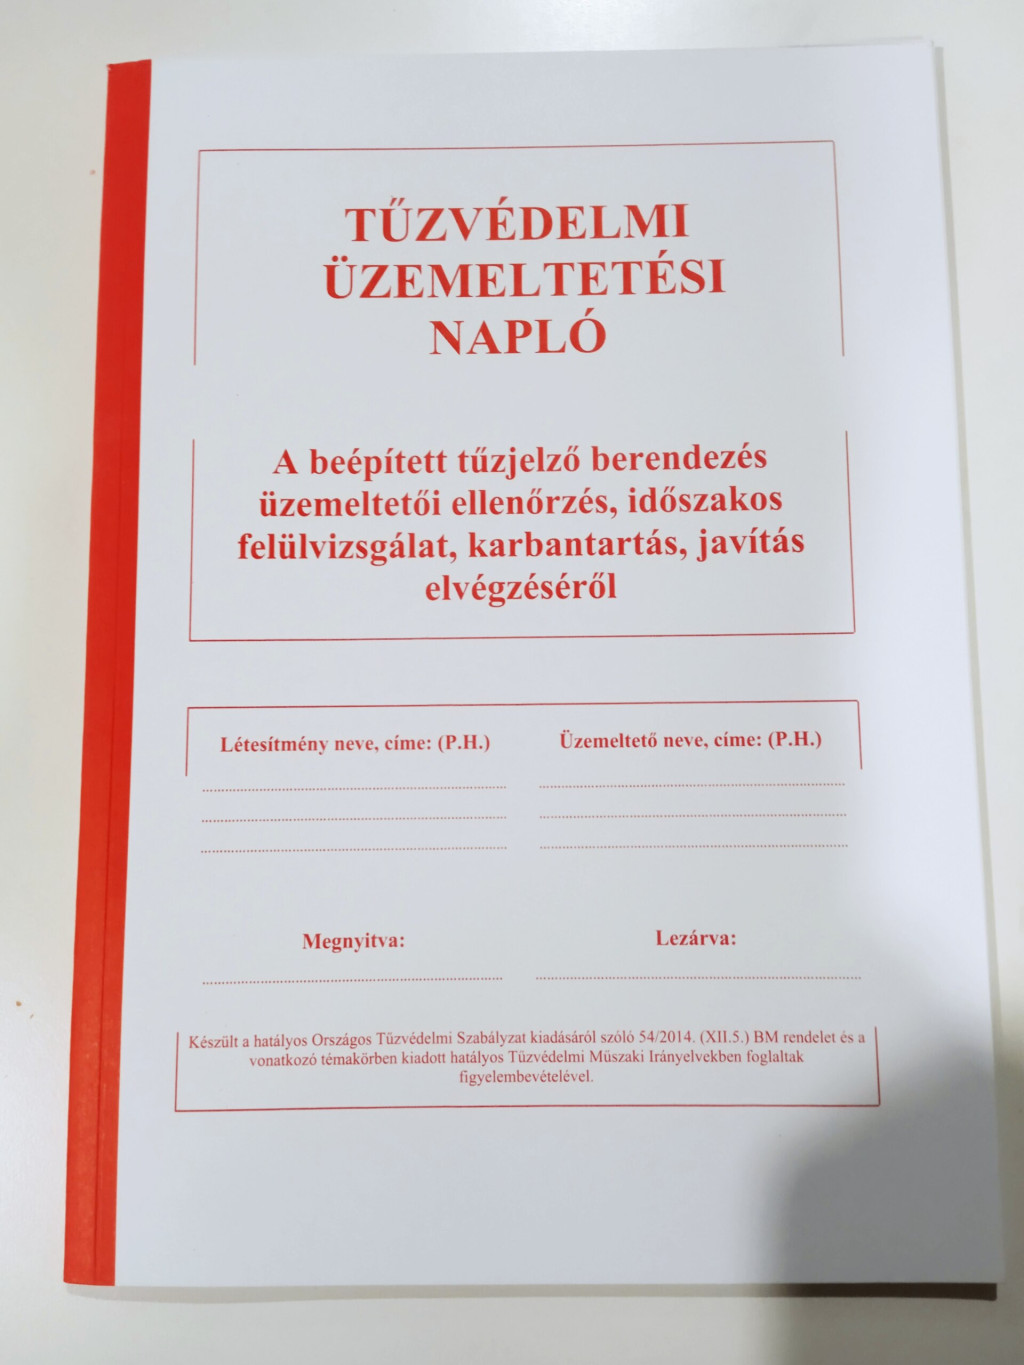 TŰZVÉDELMI
ÜZEMELTETÉSI
NAPLÓ
A beépített tűzjelző berendezés
üzemeltetői ellenőrzés, időszakos
felülvizsgálat, karbantartás, javítás
elvégzéséről
Létesítmény neve, címe: (P.H.)
Üzemeltető neve, címe: (P.H.)
Megnyitva:
Lezárva:
Készült a hatályos Országos Tűzvédelmi Szabályzat kiadásáról szóló 54/2014. (XII.5.) BM rendelet és a
vonatkozó témakörben kiadott hatályos Tűzvédelmi Műszaki Irányelvekben foglaltak
figyelembevételével.